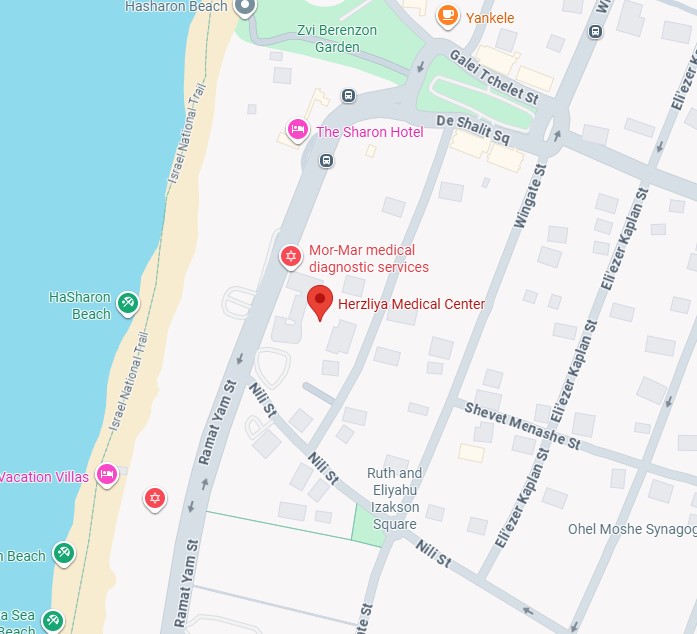 Hasharon Beach
Zvi Berenzon
Garden
Yankele
Galei Tchelet St
De Shalit Sq
The Sharon Hotel
Israel National Trail
Wingate St
Eli'ezer Kaplan St
Mor-Mar medical
diagnostic services
HaSharon
Beach
Herzliya Medical Center
Israel National Trail
Ramat Yam St
Nili St
Eli'ezer Kaplan St
Shevet Menashe St
Vacation Villas
Nili St
Ruth and
Eliyahu
Izakson
Square
Eli'ezer Kaplan St
Ohel Moshe Synagog
Beach
Nili St
Ramat Yam St
Sea
Beach
St